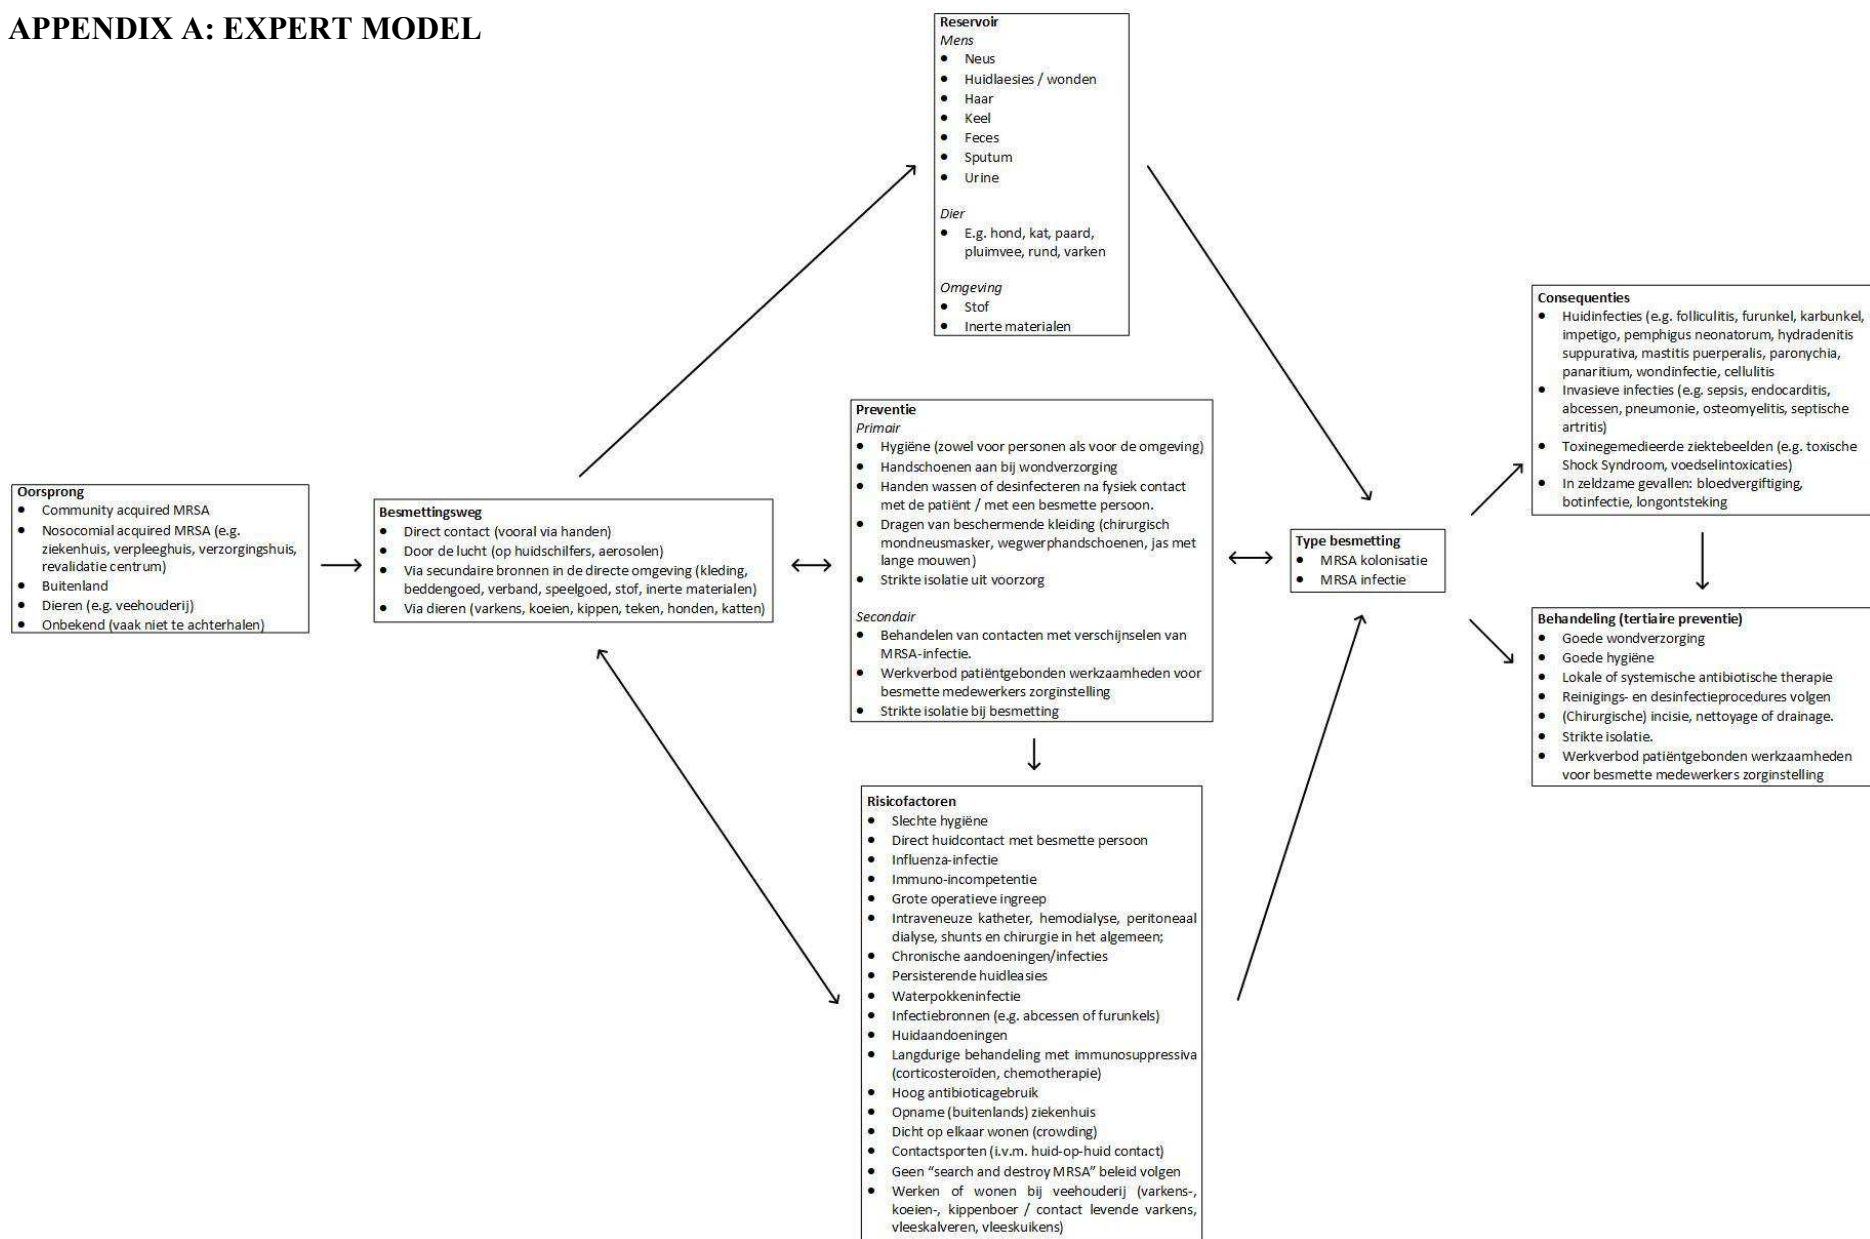 APPENDIX A: EXPERT MODEL
Reservoir
Mens
• Neus
• Huidlaesies / wonden
• Haar
• Keel
• Feces
• Sputum
• Urine
Dier
• E.g. hond, kat, paard,
pluimvee, rund, varken
Omgeving
• Stof
• Inerte materialen
Oorsprong
• Community acquired MRSA
• Nosocomial acquired MRSA (e.g.
ziekenhuis, verpleeghuis, verzorgingshuis,
revalidatie centrum)
• Buitenland
• Dieren (e.g. veehouderij)
• Onbekend (vaak niet te achterhalen)
Besmettingsweg
• Direct contact (vooral via handen)
• Door de lucht (op huidschilfers, aerosolen)
• Via secundaire bronnen in de directe omgeving (kleding,
beddengoed, verband, speelgoed, stof, inerte materialen)
• Via dieren (varkens, koeien, kippen, teken, honden, katten)
Preventie
Primair
• Hygiëne (zowel voor personen als voor de omgeving)
• Handschoenen aan bij wondverzorging
• Handen wassen of desinfecteren na fysiek contact
met de patiënt / met een besmette persoon.
• Dragen van beschermende kleding (chirurgisch
mondneusmasker, wegwerphandschoenen, jas met
lange mouwen)
• Strikte isolatie uit voorzorg
Secondair
• Behandelen van contacten met verschijnselen van
MRSA-infectie.
• Werkverbod patiëntgebonden werkzaamheden voor
besmette medewerkers zorginstelling
• Strikte isolatie bij besmetting
Risicofactoren
• Slechte hygiëne
• Direct huidcontact met besmette persoon
• Influenza-infectie
• Immuno-incompetentie
• Grote operatieve ingreep
• Intraveneuze katheter, hemodialyse, peritoneaal
dialyse, shunts en chirurgie in het algemeen;
• Chronische aandoeningen/infecties
• Persisterende huidleasies
• Waterpokkeninfectie
• Infectiebronnen (e.g. abcessen of furunkels)
• Huidaandoeningen
• Langdurige behandeling met immunosuppressiva
(corticosteroïden, chemotherapie)
• Hoog antibioticagebruik
• Opname (buitenlands) ziekenhuis
• Dicht op elkaar wonen (crowding)
• Contactsporten (i.v.m. huid-op-huid contact)
• Geen “search and destroy MRSA” beleid volgen
• Werken of wonen bij veehouderij (varkens-,
koeien-, kippenboer / contact levende varkens,
vleeskalveren, vleeskuikens)
Type besmetting
• MRSA kolonisatie
• MRSA infectie
Consequenties
• Huidinfecties (e.g. folliculitis, furunkel, karbunkel,
impetigo, pemphigus neonatorum, hydradenitis
suppurativa, mastitis puerperalis, paronychia,
panaritium, wondinfectie, cellulitis
• Invasieve infecties (e.g. sepsis, endocarditis,
abcessen, pneumonie, osteomyelitis, septische
artritis)
• Toxinegemedieerde ziektebeelden (e.g. toxische
Shock Syndroom, voedselintoxicaties)
• In zeldzame gevallen: bloedvergiftiging,
botinfectie, longontsteking
Behandeling (tertiaire preventie)
• Goede wondverzorging
• Goede hygiëne
• Lokale of systemische antibiotische therapie
• Reinigings- en desinfectieprocedures volgen
• (Chirurgische) incisie, nettoyage of drainage.
• Strikte isolatie.
• Werkverbod patiëntgebonden werkzaamheden
voor besmette medewerkers zorginstelling